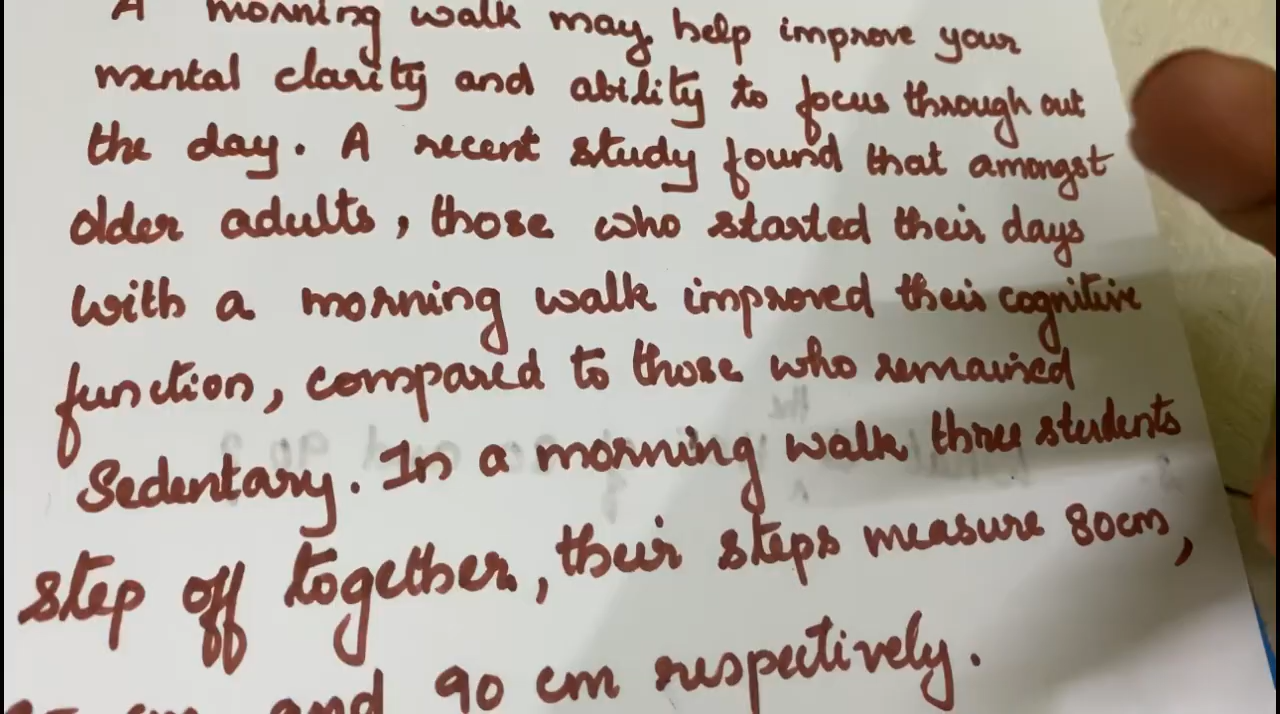 A morning walk may help improve your
mental clarity and ability to focus through out
the day. A recent study found that amongst
older adults, those who started their days
with a morning walk improved their cognitive
function, compared to those who remained
Sedentary. In a morning walk three students
step off together, their steps measure 80cm,
cm and 90 cm respectively.